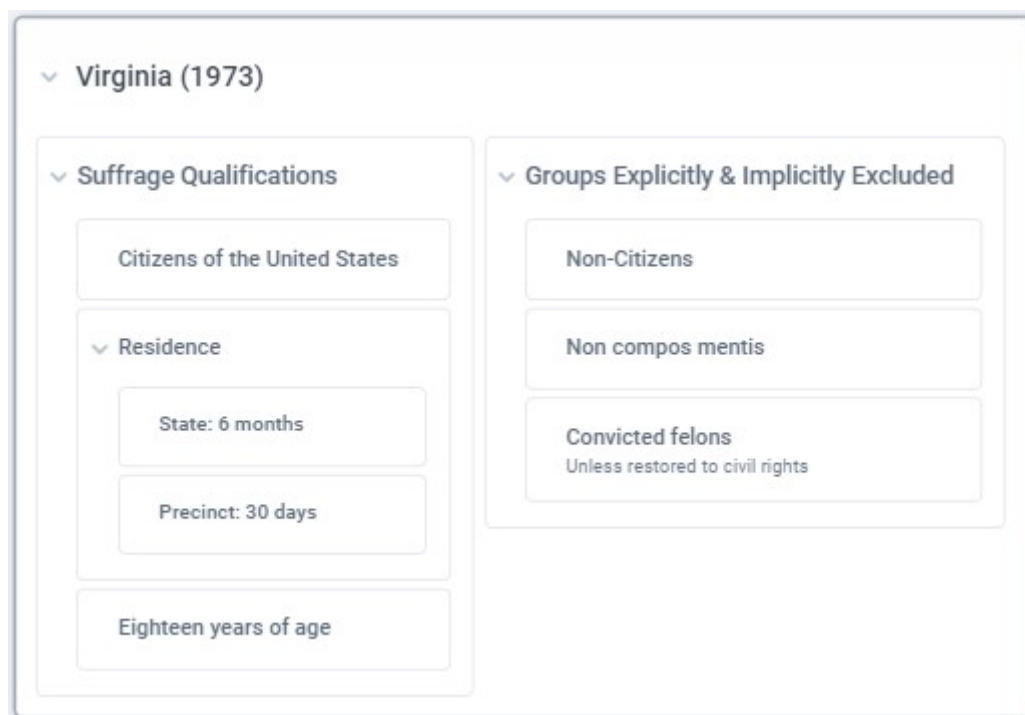 Virginia (1973)
Suffrage Qualifications
Citizens of the United States
Residence
State: 6 months
Precinct: 30 days
Eighteen years of age
Groups Explicitly & Implicitly Excluded
Non-Citizens
Non compos mentis
Convicted felons
Unless restored to civil rights